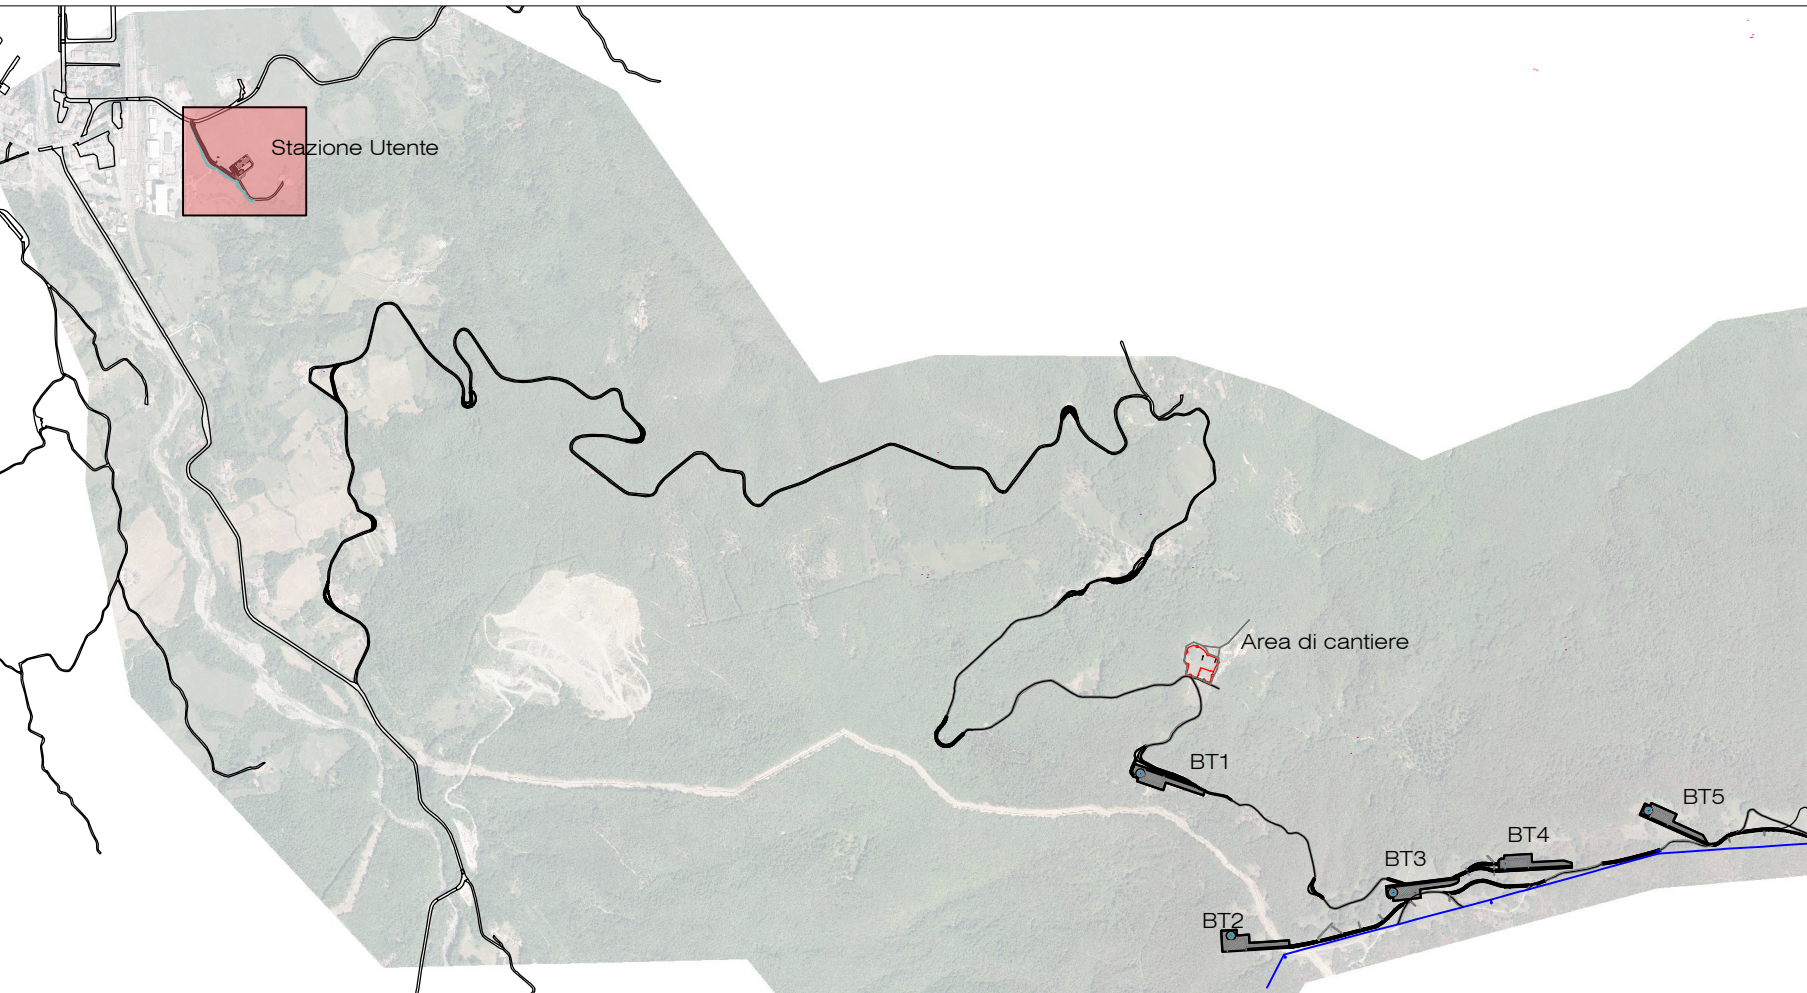 Stazione Utente
Area di cantiere
BT1
BT5
BT4
BT3
BT2